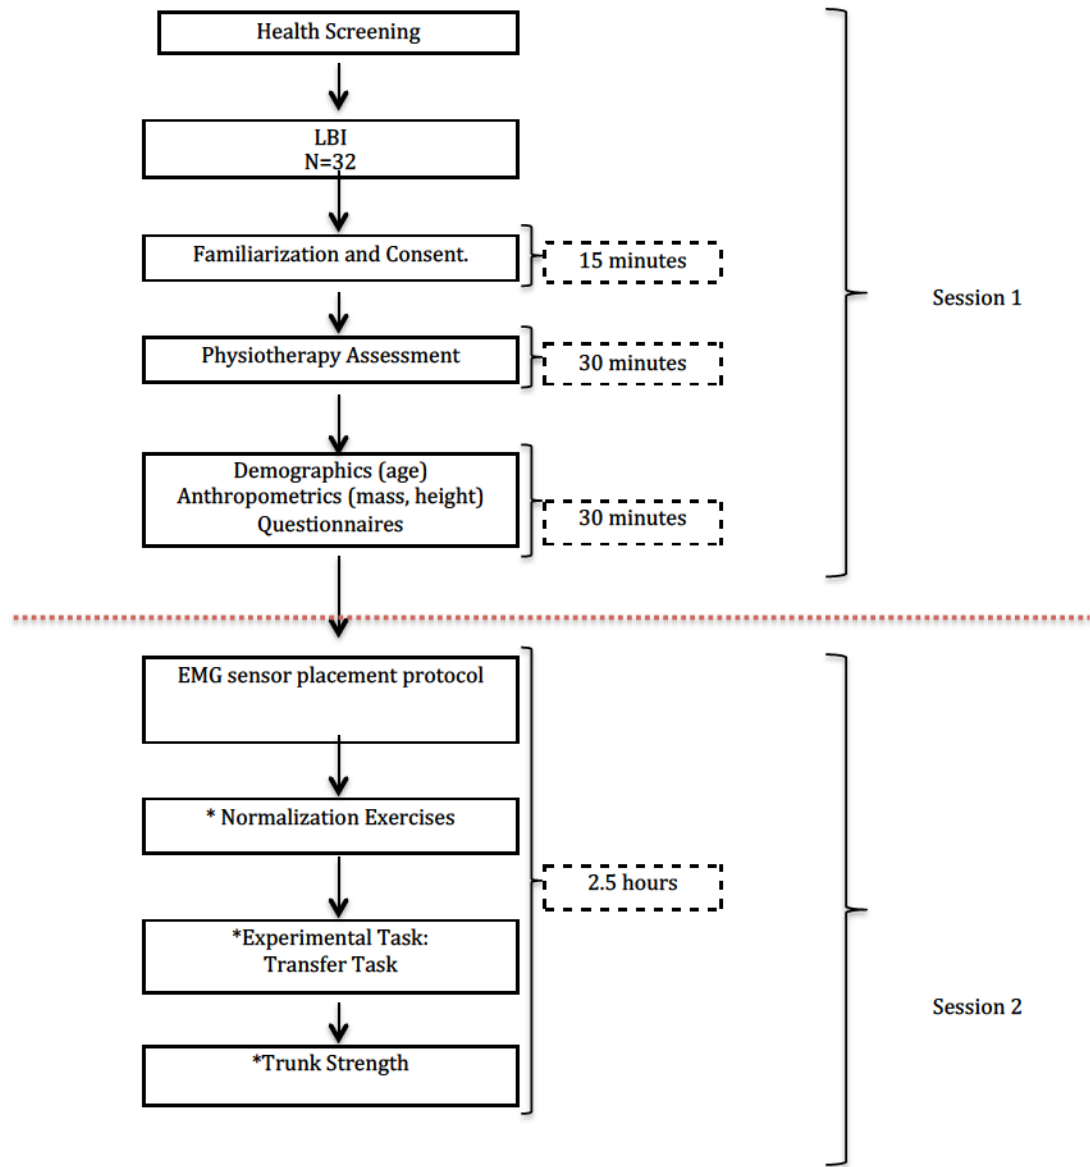 Health Screening
LBI
N=32
Familiarization and Consent.
15 minutes
Session 1
Physiotherapy Assessment
30 minutes
Demographics (age)
Anthropometrics (mass, height)
Questionnaires
30 minutes
EMG sensor placement protocol
* Normalization Exercises
2.5 hours
*Experimental Task:
Transfer Task
Session 2
*Trunk Strength